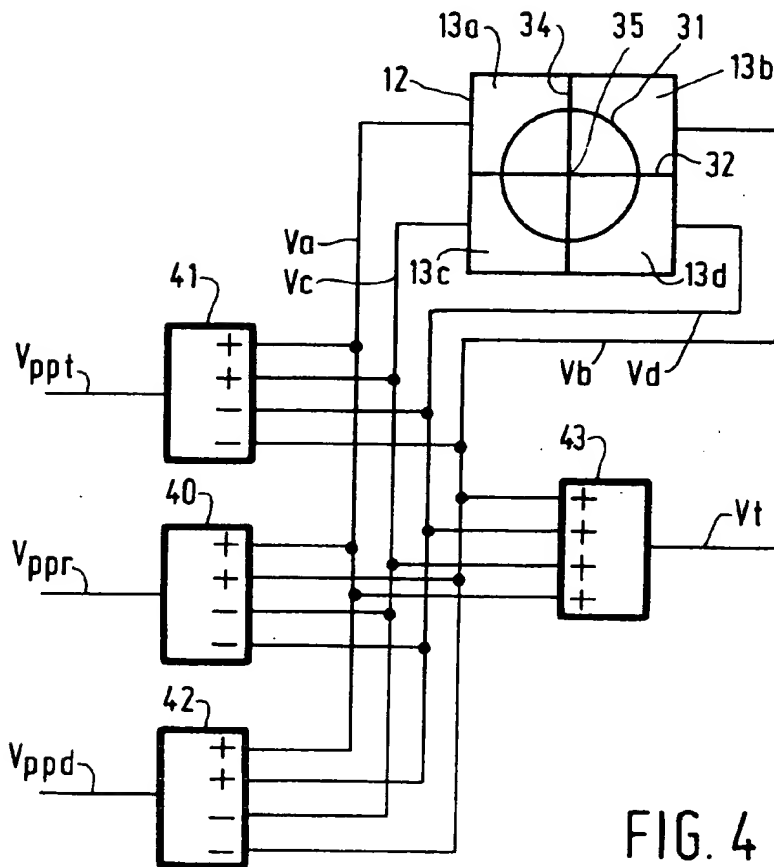 13a 34 35 31 13b
12
32
Va
Vc 13c 13d
41
Vppt + Vb Vd
+
−
− 43
40 +
+ Vt
+ +
Vppr + +
−
−
42
+
Vppd +
−
−
FIG. 4